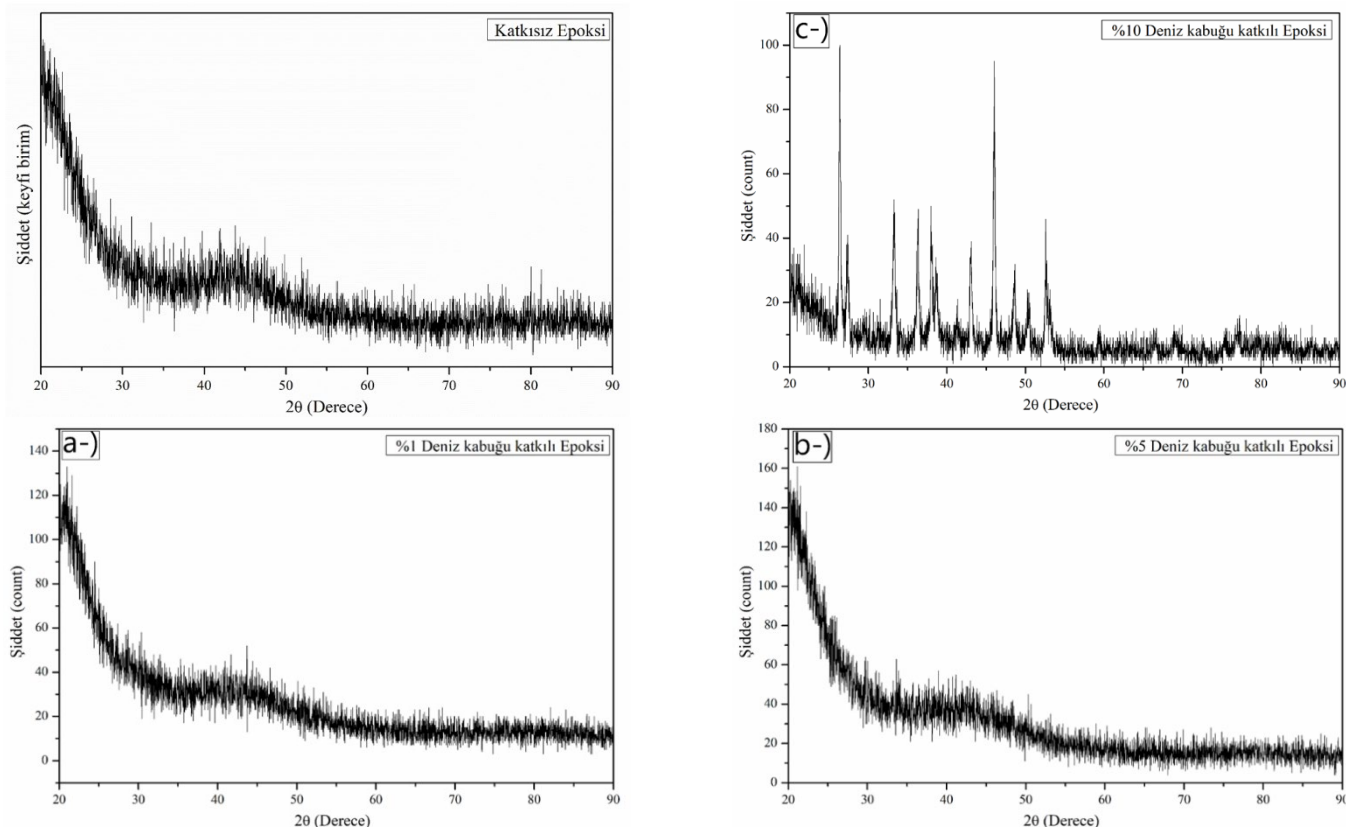 Katkısız Epoksi
Şiddet (keyfi birim)
20 30 40 50 60 70 80 90
2θ (Derece)
c-)
%10 Deniz kabuğu katkılı Epoksi
Şiddet (count)
100
80
60
40
20
0
20 30 40 50 60 70 80 90
2θ (Derece)
a-)
%1 Deniz kabuğu katkılı Epoksi
Şiddet (count)
140
120
100
80
60
40
20
0
20 30 40 50 60 70 80 90
2θ (Derece)
b-)
%5 Deniz kabuğu katkılı Epoksi
Şiddet (count)
180
160
140
120
100
80
60
40
20
0
20 30 40 50 60 70 80 90
2θ (Derece)